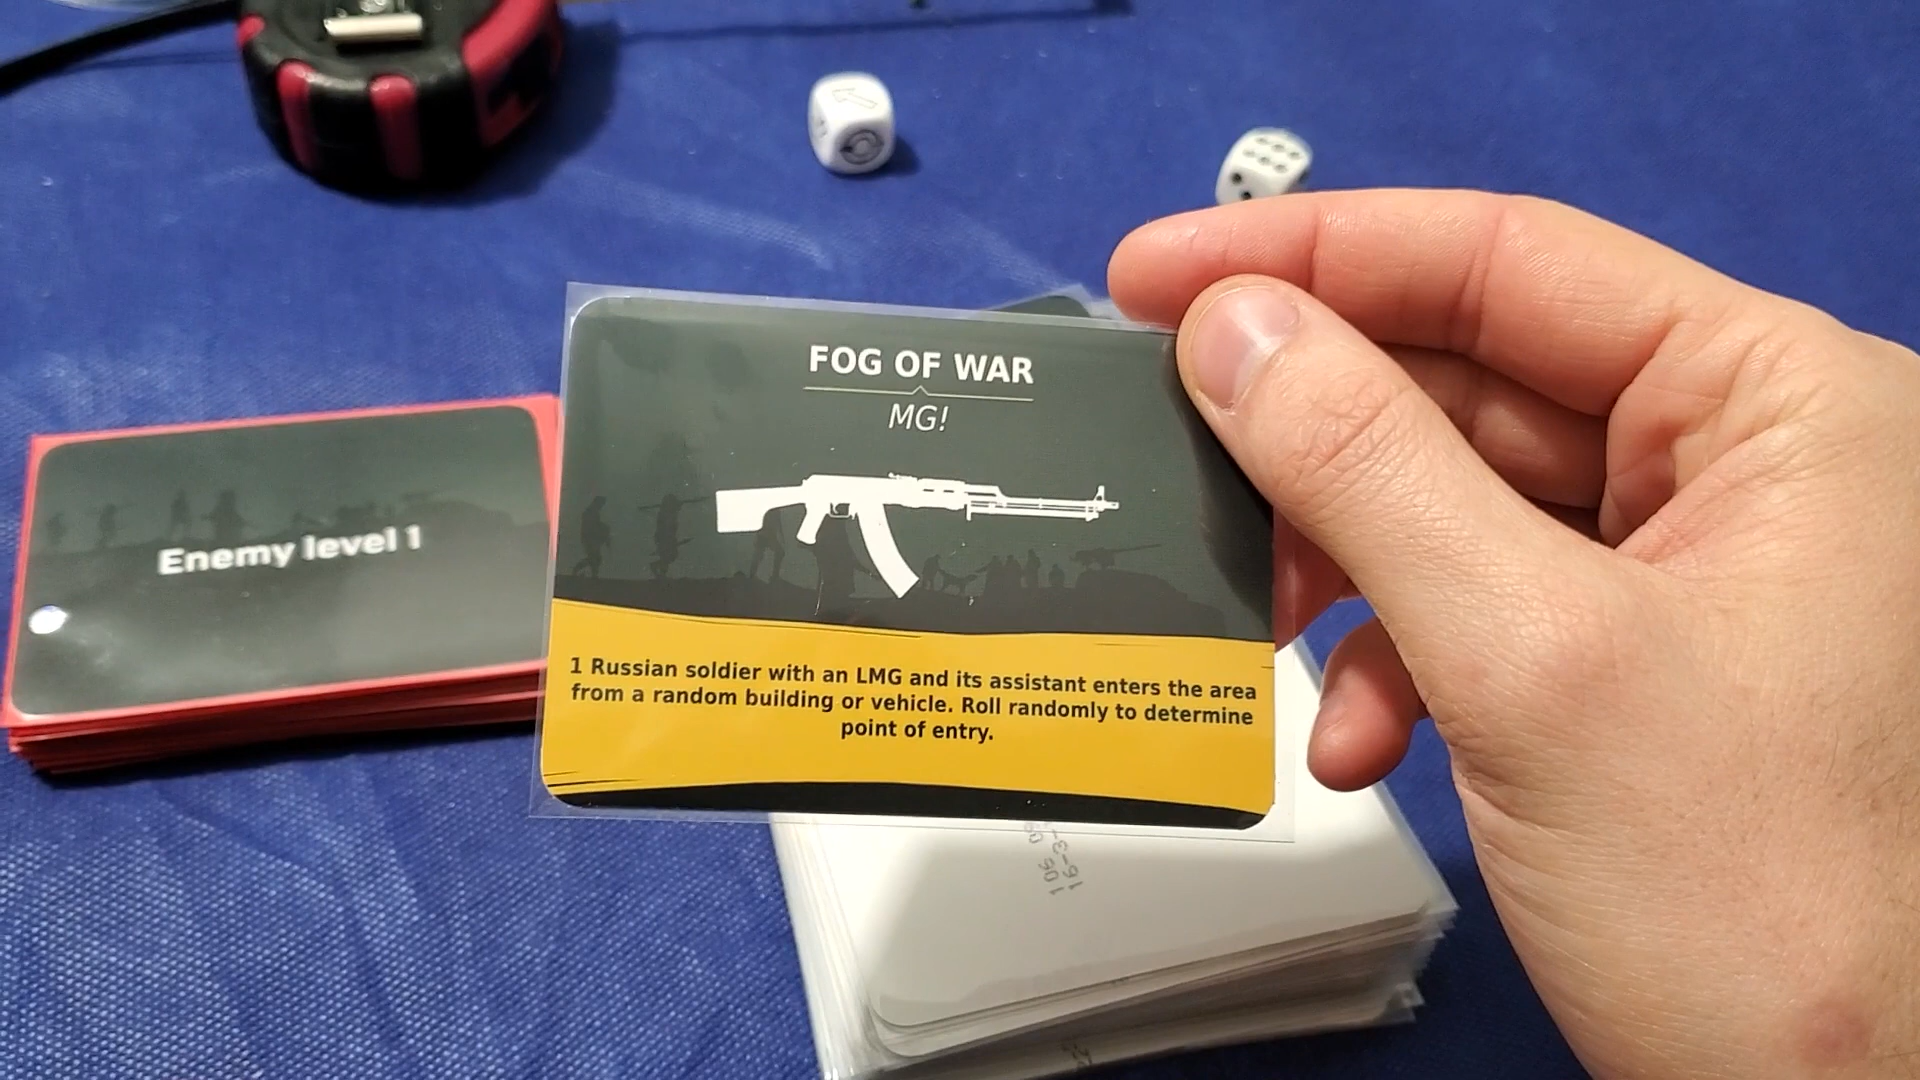 FOG OF WAR
MG!
1 Russian soldier with an LMG and its assistant enters the area
from a random building or vehicle. Roll randomly to determine
point of entry.
Enemy level 1